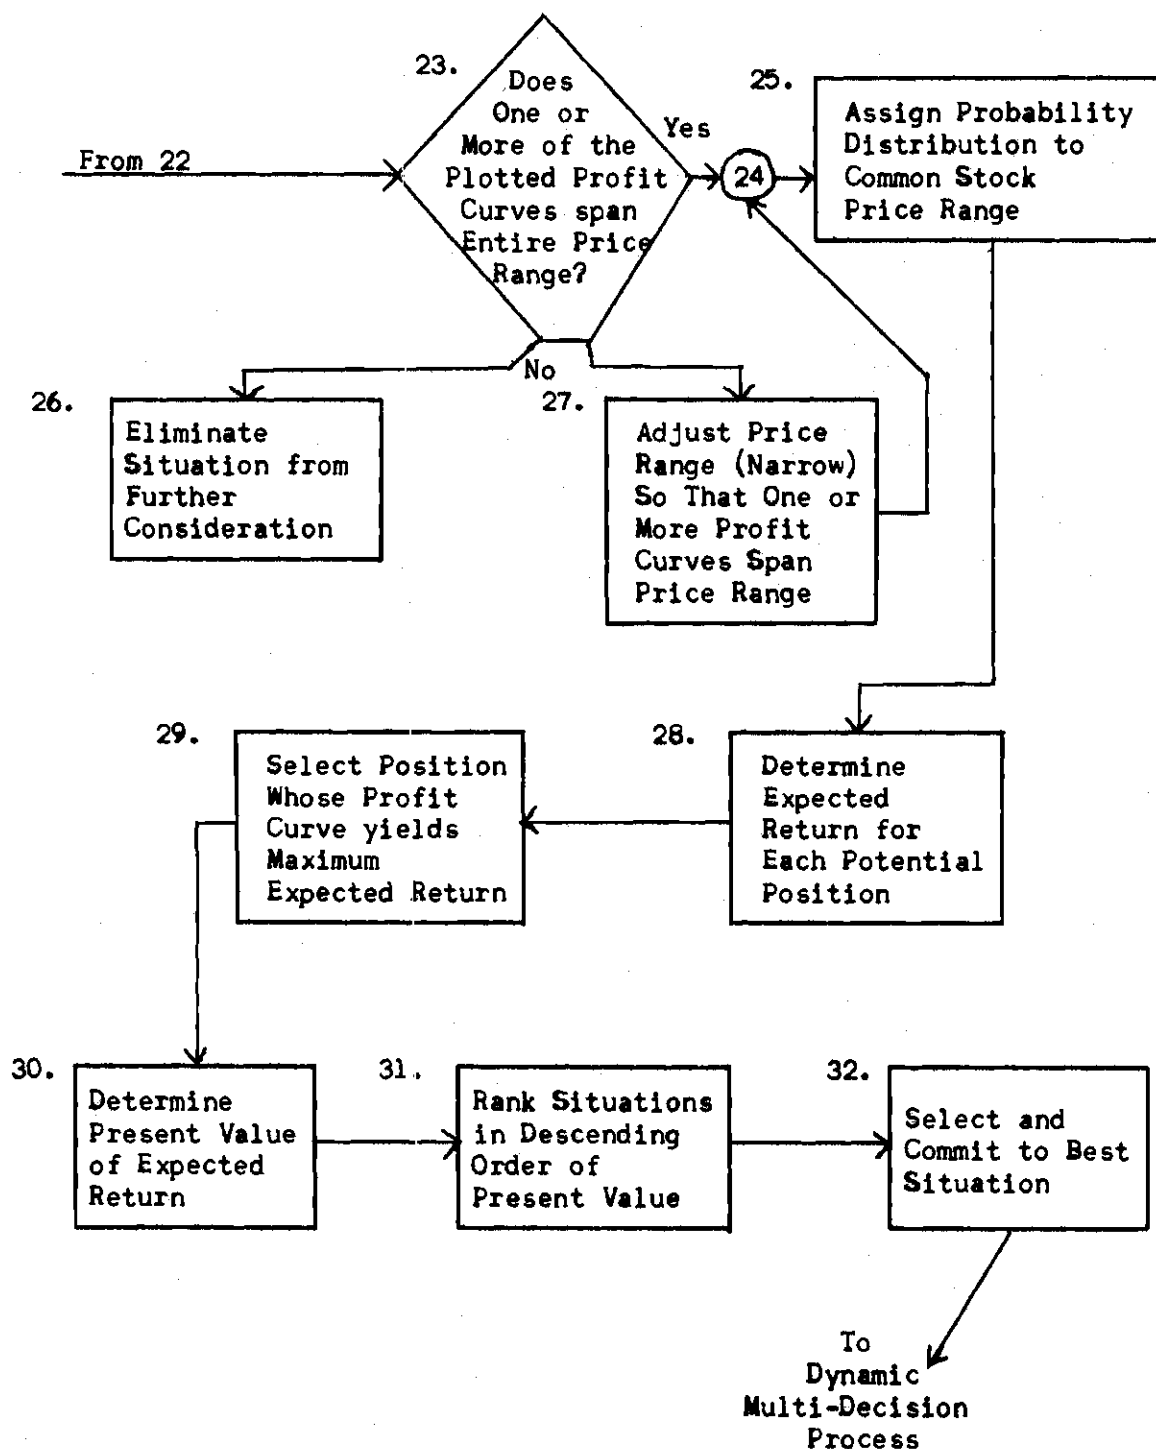 From 22
23.
Does
One or
More of the
Plotted Profit
Curves span
Entire Price
Range?
Yes
No
24
25.
Assign Probability
Distribution to
Common Stock
Price Range
26.
Eliminate
Situation from
Further
Consideration
27.
Adjust Price
Range (Narrow)
So That One or
More Profit
Curves Span
Price Range
28.
Determine
Expected
Return for
Each Potential
Position
29.
Select Position
Whose Profit
Curve yields
Maximum
Expected Return
30.
Determine
Present Value
of Expected
Return
31.
Rank Situations
in Descending
Order of
Present Value
32.
Select and
Commit to Best
Situation
To
Dynamic
Multi-Decision
Process